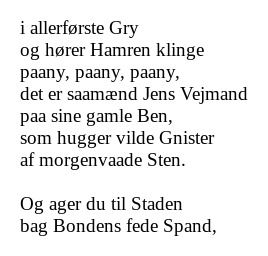 i allerførste Gry
og hører Hamren klinge
paany, paany, paany,
det er saamænd Jens Vejmand
paa sine gamle Ben,
som hugger vilde Gnister
af morgenvaade Sten.

Og ager du til Staden
bag Bondens fede Spand,